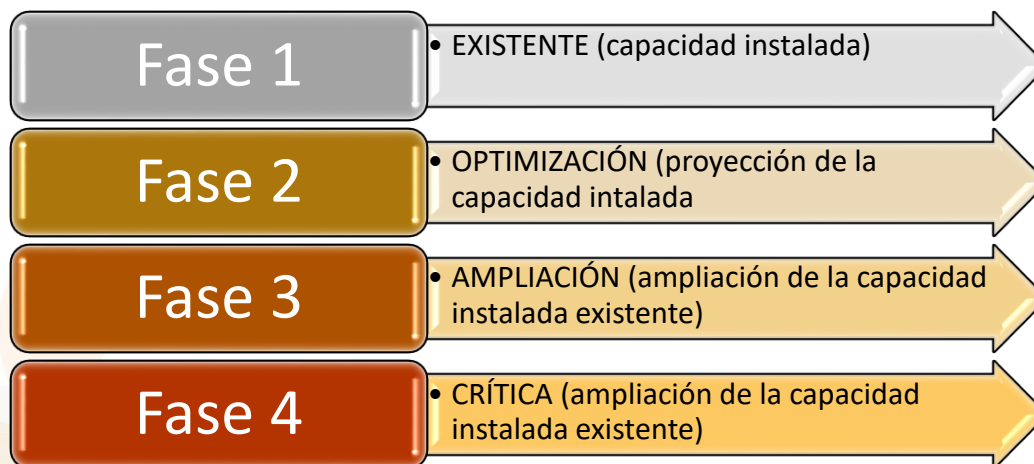 Fase 1
• EXISTENTE (capacidad instalada)
Fase 2
• OPTIMIZACIÓN (proyección de la
capacidad intalada
Fase 3
• AMPLIACIÓN (ampliación de la capacidad
instalada existente)
Fase 4
• CRÍTICA (ampliación de la capacidad
instalada existente)